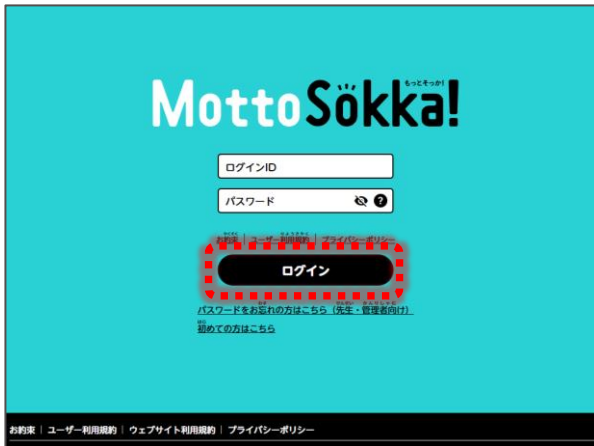 もっとそっか!
MottoSökka!
ログインID
パスワード
お約束 | ユーザー利用規約 | プライバシーポリシー
ログイン
パスワードをお忘れの方はこちら（先生・管理者向け）
初めての方はこちら
お約束 | ユーザー利用規約 | ウェブサイト利用規約 | プライバシーポリシー